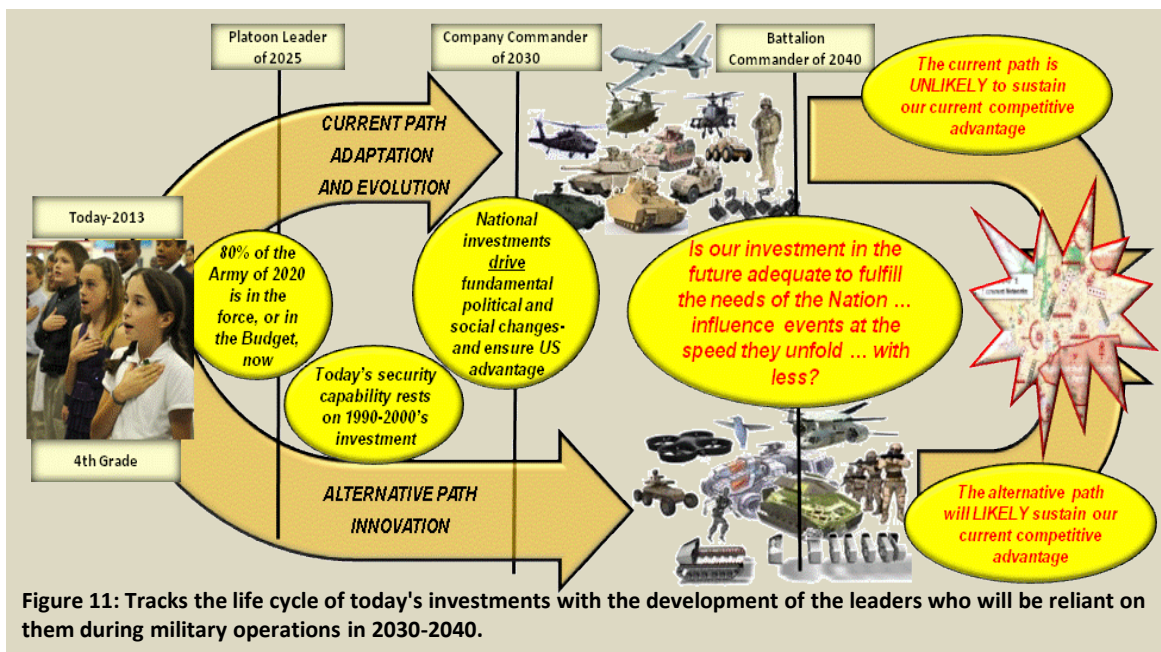 Platoon Leader
of 2025
Company Commander
of 2030
Battalion
Commander of 2040
The current path is
UNLIKELY to sustain
our current competitive
advantage
CURRENT PATH
ADAPTATION
AND EVOLUTION
Today-2013
80% of the
Army of 2020
is in the
force, or in
the Budget,
now
National
investments
drive
fundamental
political and
social changes-
and ensure US
advantage
Is our investment in the
future adequate to fulfill
the needs of the Nation ...
influence events at the
speed they unfold ... with
less?
Today's security
capability rests
on 1990-2000's
investment
4th Grade
ALTERNATIVE PATH
INNOVATION
The alternative path
will LIKELY sustain our
current competitive
advantage
Figure 11: Tracks the life cycle of today's investments with the development of the leaders who will be reliant on
them during military operations in 2030-2040.